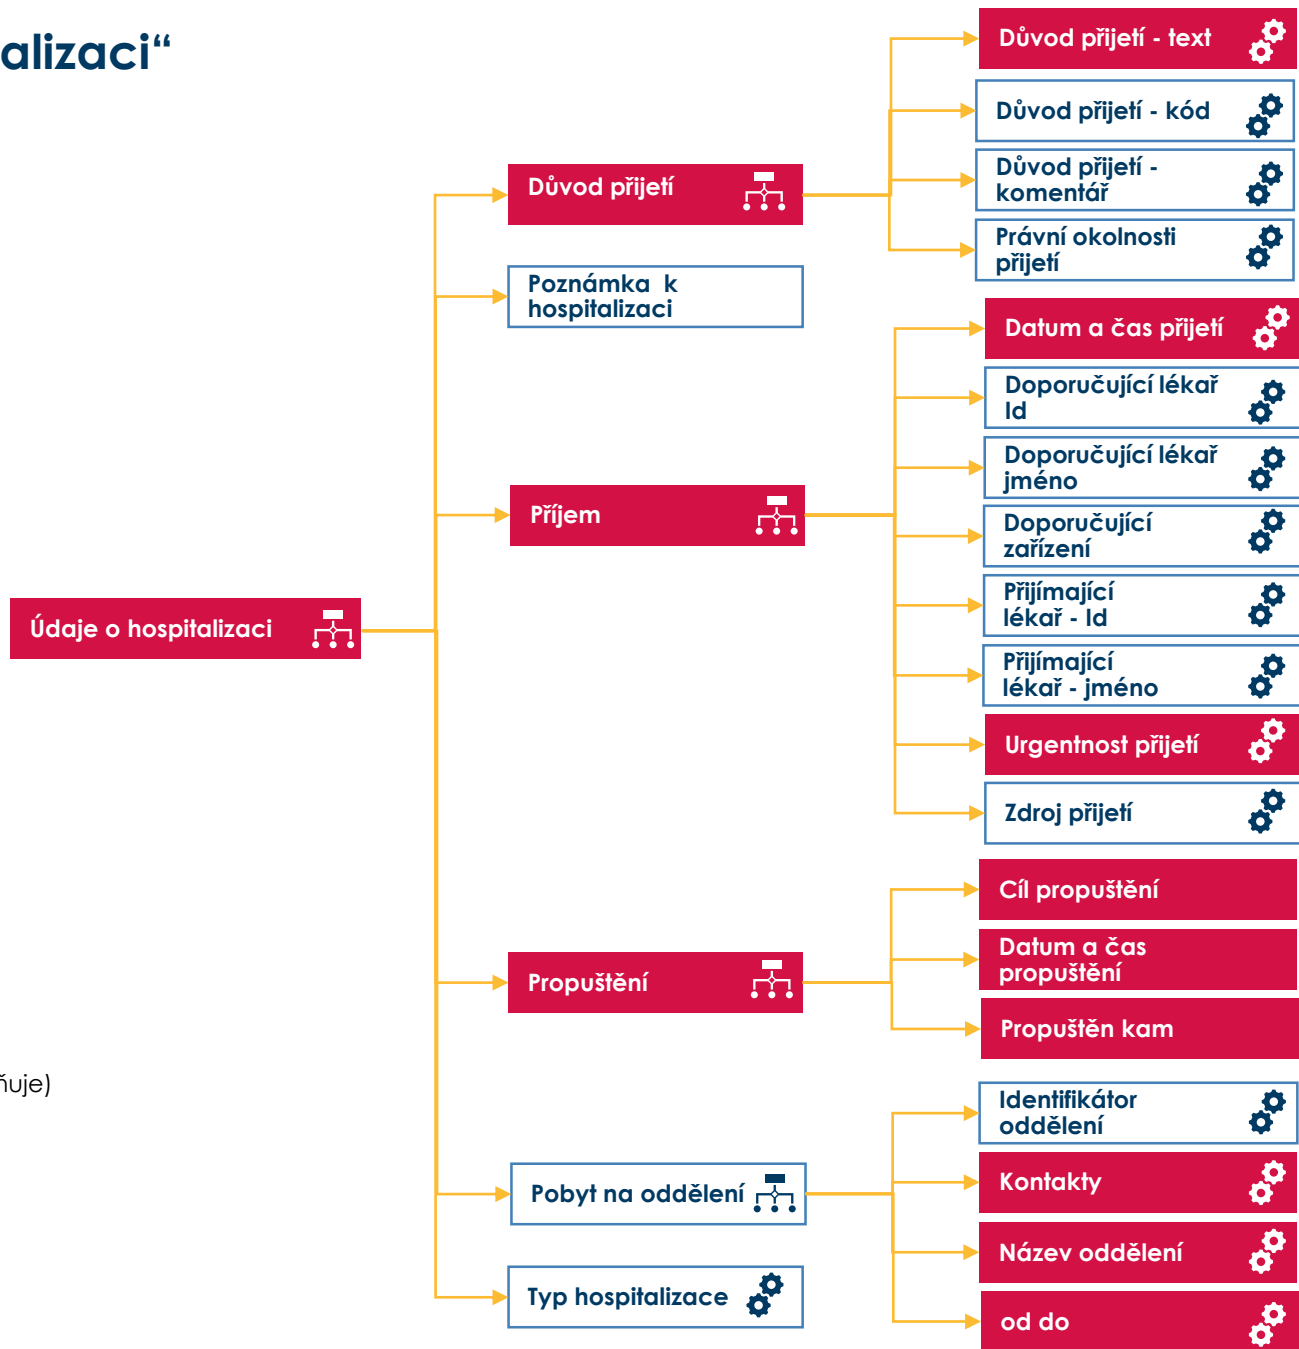 alizaci“
Důvod přijetí - text
Důvod přijetí - kód
Důvod přijetí -
komentář
Právní okolnosti
přijetí
Důvod přijetí
Poznámka k
hospitalizaci
Datum a čas přijetí
Doporučující lékař
Id
Doporučující lékař
jméno
Doporučující
zařízení
Přijímající
lékař - Id
Přijímající
lékař - jméno
Urgentnost přijetí
Zdroj přijetí
Příjem
Údaje o hospitalizaci
Cíl propuštění
Datum a čas
propuštění
Propuštěn kam
Propuštění
ňuje)
Identifikátor
oddělení
Kontakty
Název oddělení
od do
Pobyt na oddělení
Typ hospitalizace